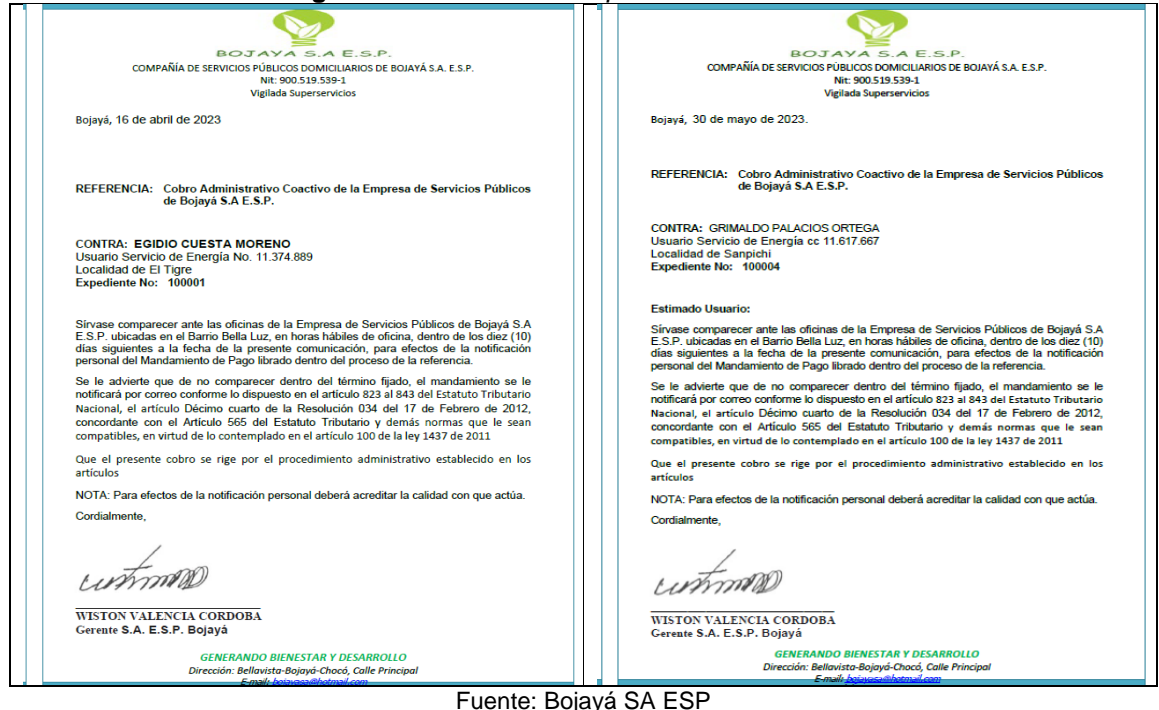 BOJAYA S.A E.S.P.
COMPAÑÍA DE SERVICIOS PÚBLICOS DOMICILIARIOS DE BOJAYÁ S.A. E.S.P.
Nit: 900.519.539-1
Vigilada Superservicios
Bojayá, 16 de abril de 2023
REFERENCIA: Cobro Administrativo Coactivo de la Empresa de Servicios Públicos
de Bojayá S.A E.S.P.
CONTRA: EGIDIO CUESTA MORENO
Usuario Servicio de Energía No. 11.374.889
Localidad de El Tigre
Expediente No: 100001
Sírvase comparecer ante las oficinas de la Empresa de Servicios Públicos de Bojayá S.A
E.S.P. ubicadas en el Barrio Bella Luz, en horas hábiles de oficina, dentro de los diez (10)
días siguientes a la fecha de la presente comunicación, para efectos de la notificación
personal del Mandamiento de Pago librado dentro del proceso de la referencia.
Se le advierte que de no comparecer dentro del término fijado, el mandamiento se le
notificará por correo conforme lo dispuesto en el artículo 823 al 843 del Estatuto Tributario
Nacional, el artículo Décimo cuarto de la Resolución 034 del 17 de Febrero de 2012,
concordante con el Artículo 565 del Estatuto Tributario y demás normas que le sean
compatibles, en virtud de lo contemplado en el artículo 100 de la ley 1437 de 2011
Que el presente cobro se rige por el procedimiento administrativo establecido en los
artículos
NOTA: Para efectos de la notificación personal deberá acreditar la calidad con que actúa.
Cordialmente,
WISTON VALENCIA CORDOBA
Gerente S.A. E.S.P. Bojayá
GENERANDO BIENESTAR Y DESARROLLO
Dirección: Bellavista-Bojayá-Chocó, Calle Principal
E-mail: bojayasa@hotmail.com
BOJAYA S.A E.S.P.
COMPAÑÍA DE SERVICIOS PÚBLICOS DOMICILIARIOS DE BOJAYÁ S.A. E.S.P.
Nit: 900.519.539-1
Vigilada Superservicios
Bojayá, 30 de mayo de 2023.
REFERENCIA: Cobro Administrativo Coactivo de la Empresa de Servicios Públicos
de Bojayá S.A E.S.P.
CONTRA: GRIMALDO PALACIOS ORTEGA
Usuario Servicio de Energía cc 11.617.667
Localidad de Sanpichi
Expediente No: 100004
Estimado Usuario:
Sírvase comparecer ante las oficinas de la Empresa de Servicios Públicos de Bojayá S.A
E.S.P. ubicadas en el Barrio Bella Luz, en horas hábiles de oficina, dentro de los diez (10)
días siguientes a la fecha de la presente comunicación, para efectos de la notificación
personal del Mandamiento de Pago librado dentro del proceso de la referencia.
Se le advierte que de no comparecer dentro del término fijado, el mandamiento se le
notificará por correo conforme lo dispuesto en el artículo 823 al 843 del Estatuto Tributario
Nacional, el artículo Décimo cuarto de la Resolución 034 del 17 de Febrero de 2012,
concordante con el Artículo 565 del Estatuto Tributario y demás normas que le sean
compatibles, en virtud de lo contemplado en el artículo 100 de la ley 1437 de 2011
Que el presente cobro se rige por el procedimiento administrativo establecido en los
artículos
NOTA: Para efectos de la notificación personal deberá acreditar la calidad con que actúa.
Cordialmente,
WISTON VALENCIA CORDOBA
Gerente S.A. E.S.P. Bojayá
GENERANDO BIENESTAR Y DESARROLLO
Dirección: Bellavista-Bojayá-Chocó, Calle Principal
E-mail: bojayasa@hotmail.com
Fuente: Bojayá SA ESP